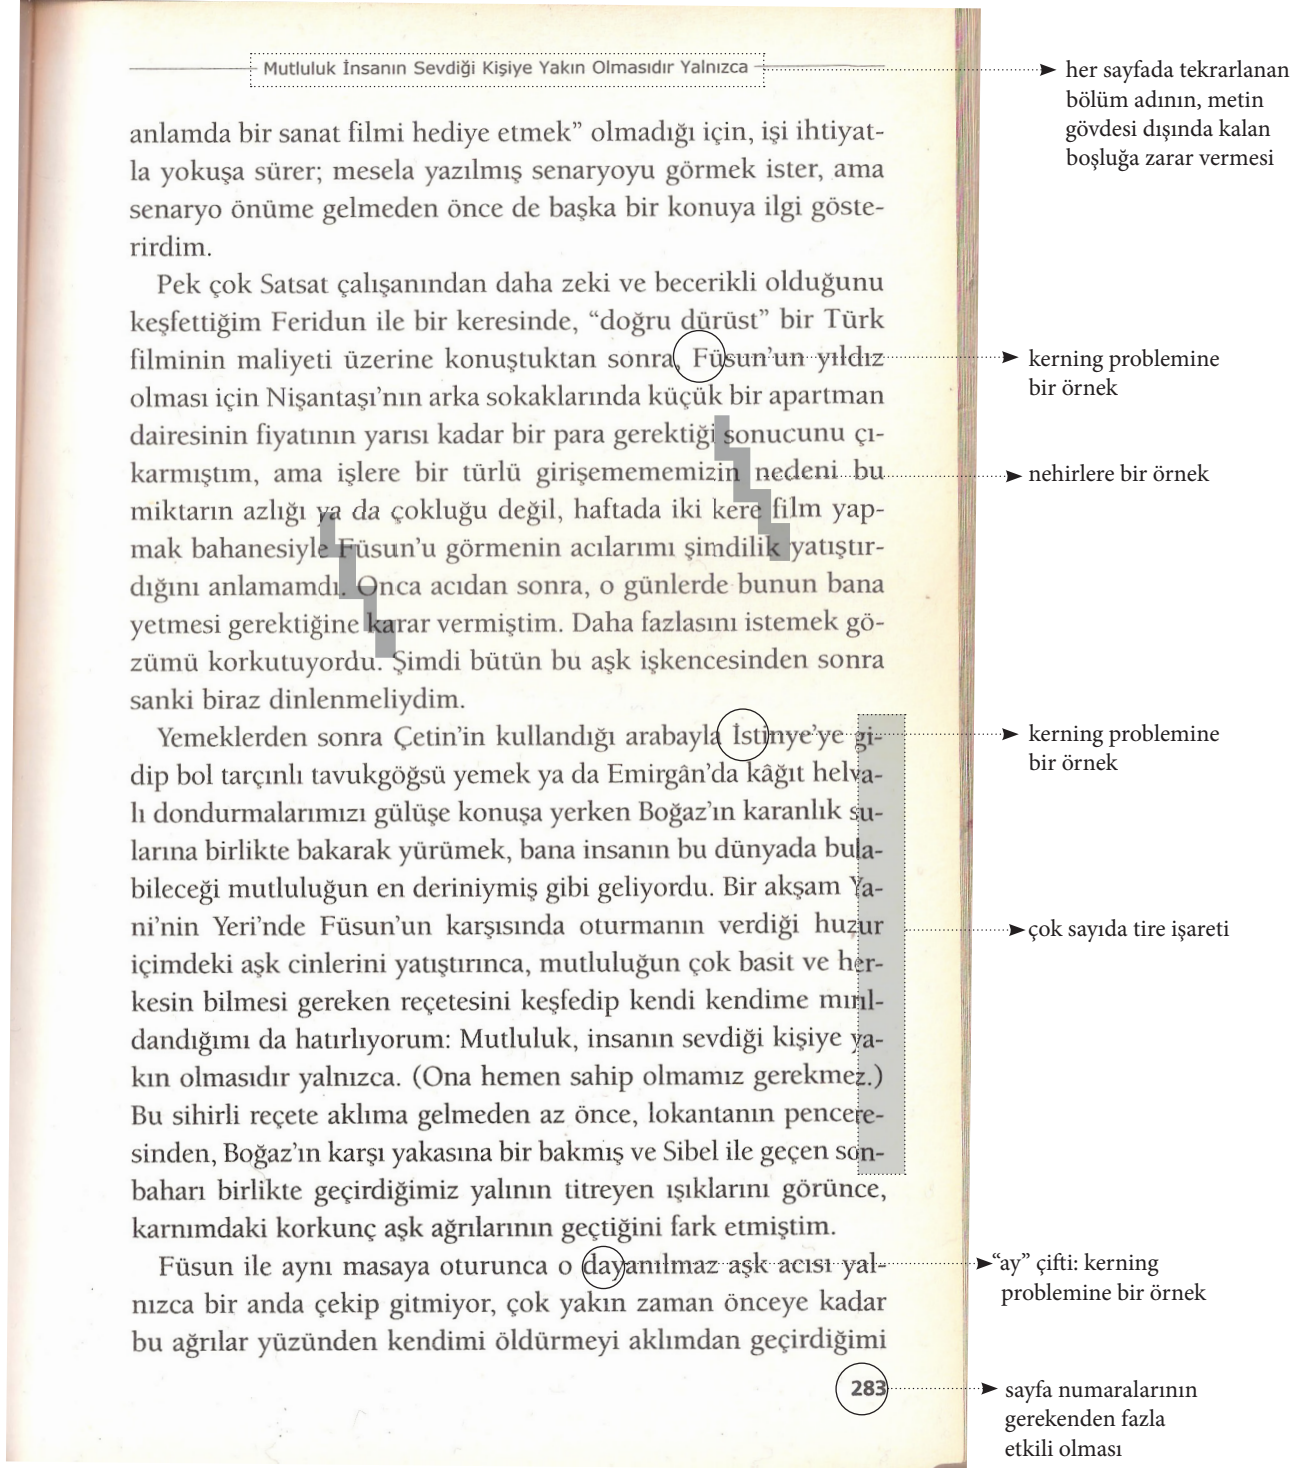 Mutluluk İnsanın Sevdiği Kişiye Yakın Olmasıdır Yalnızca
anlamda bir sanat filmi hediye etmek” olmadığı için, işi ihtiyat-
la yokuşa sürer; mesela yazılmış senaryoyu görmek ister, ama
senaryo önüme gelmeden önce de başka bir konuya ilgi göste-
rirdim.
Pek çok Satsat çalışanından daha zeki ve becerikli olduğunu
keşfettiğim Feridun ile bir keresinde, “doğru dürüst” bir Türk
filminin maliyeti üzerine konuştuktan sonra, Füsun’un yıldız
olması için Nişantaşı’nın arka sokaklarında küçük bir apartman
dairesinin fiyatının yarısı kadar bir para gerektiği sonucunu çı-
karmıştım, ama işlere bir türlü girişemememizin nedeni bu
miktarın azlığı ya da çokluğu değil, haftada iki kere film yap-
mak bahanesiyle Füsun’u görmenin acılarımı şimdilik yatıştır-
dığını anlamamdı. Onca acıdan sonra, o günlerde bunun bana
yetmesi gerektiğine karar vermiştim. Daha fazlasını istemek gö-
zümü korkutuyordu. Şimdi bütün bu aşk işkencesinden sonra
sanki biraz dinlenmeliydim.
Yemeklerden sonra Çetin’in kullandığı arabayla İstinye’ye gi-
dip bol tarçınlı tavukgöğsü yemek ya da Emirgân’da kâğıt helva-
lı dondurmalarımızı gülüşe konuşa yerken Boğaz’ın karanlık su-
larına birlikte bakarak yürümek, bana insanın bu dünyada bula-
bileceği mutluluğun en deriniymiş gibi geliyordu. Bir akşam Ya-
ni’nin Yeri’nde Füsun’un karşısında oturmanın verdiği huzur
içimdeki aşk cinlerini yatıştırınca, mutluluğun çok basit ve her-
kesin bilmesi gereken reçetesini keşfedip kendi kendime mırıl-
dandığımı da hatırlıyorum: Mutluluk, insanın sevdiği kişiye ya-
kın olmasıdır yalnızca. (Ona hemen sahip olmamız gerekmez.)
Bu sihirli reçete aklıma gelmeden az önce, lokantanın pencere-
sinden, Boğaz’ın karşı yakasına bir bakmış ve Sibel ile geçen son-
baharı birlikte geçirdiğimiz yalının titreyen ışıklarını görünce,
karnımdaki korkunç aşk ağrılarının geçtiğini fark etmiştim.
Füsun ile aynı masaya oturunca o dayanılmaz aşk acısı yal-
nızca bir anda çekip gitmiyor, çok yakın zaman önceye kadar
bu ağrılar yüzünden kendimi öldürmeyi aklımdan geçirdiğimi
283
her sayfada tekrarlanan
bölüm adının, metin
gövdesi dışında kalan
boşluğa zarar vermesi
kerning problemine
bir örnek
nehirlere bir örnek
kerning problemine
bir örnek
çok sayıda tire işareti
“ay” çifti: kerning
problemine bir örnek
sayfa numaralarının
gerekenden fazla
etkili olması